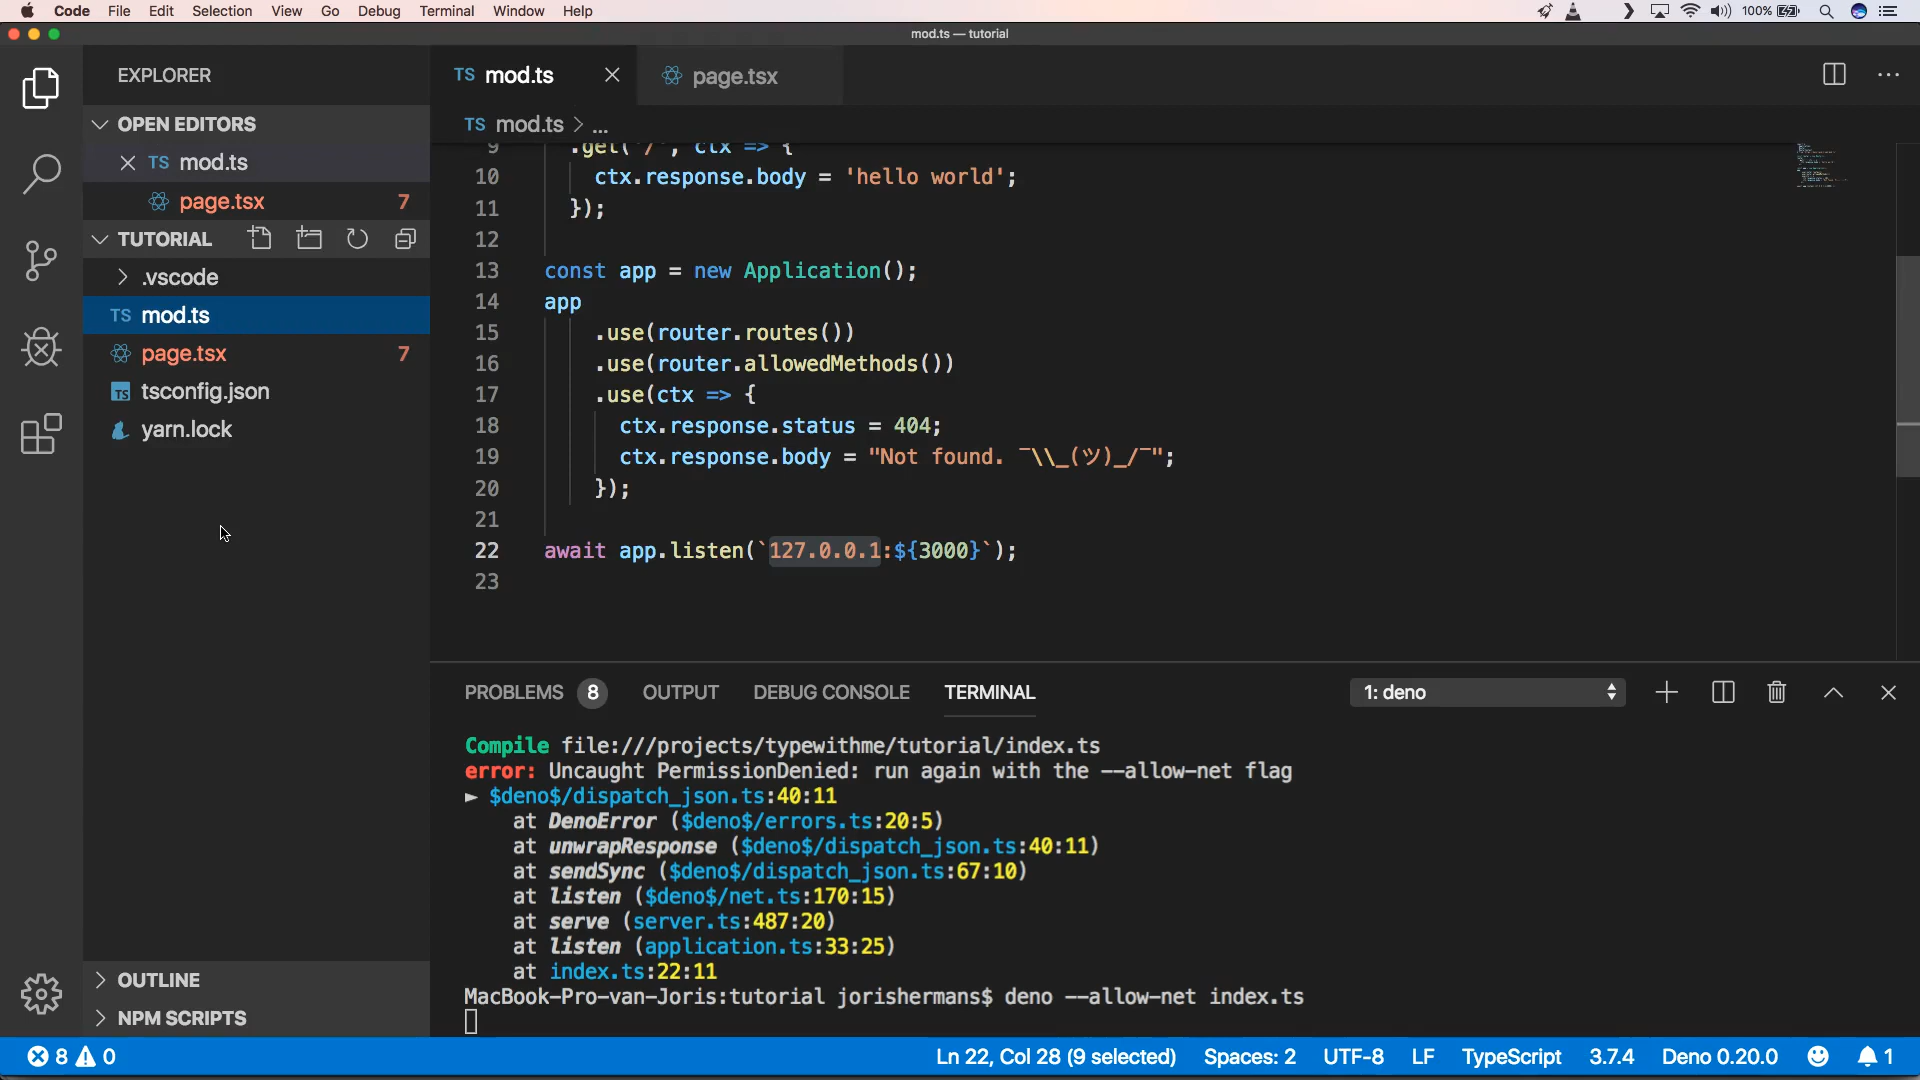 Code File Edit Selection View Go Debug Terminal Window Help 100%
mod.ts — tutorial
EXPLORER
OPEN EDITORS
TS mod.ts
page.tsx 7
TUTORIAL
.vscode
TS mod.ts
page.tsx 7
TS tsconfig.json
yarn.lock
OUTLINE
NPM SCRIPTS
TS mod.ts
page.tsx
TS mod.ts > ...
9 .get('/', ctx => {
10 ctx.response.body = 'hello world';
11 });
12
13 const app = new Application();
14 app
15 .use(router.routes())
16 .use(router.allowedMethods())
17 .use(ctx => {
18 ctx.response.status = 404;
19 ctx.response.body = "Not found. ¯\\_(ツ)_/¯";
20 });
21
22 await app.listen(`127.0.0.1:${3000}`);
23
PROBLEMS 8 OUTPUT DEBUG CONSOLE TERMINAL 1: deno
Compile file:///projects/typewithme/tutorial/index.ts
error: Uncaught PermissionDenied: run again with the --allow-net flag
► $deno$/dispatch_json.ts:40:11
at DenoError ($deno$/errors.ts:20:5)
at unwrapResponse ($deno$/dispatch_json.ts:40:11)
at sendSync ($deno$/dispatch_json.ts:67:10)
at listen ($deno$/net.ts:170:15)
at serve (server.ts:487:20)
at listen (application.ts:33:25)
at index.ts:22:11
MacBook-Pro-van-Joris:tutorial jorishermans$ deno --allow-net index.ts
8 0 Ln 22, Col 28 (9 selected) Spaces: 2 UTF-8 LF TypeScript 3.7.4 Deno 0.20.0 1